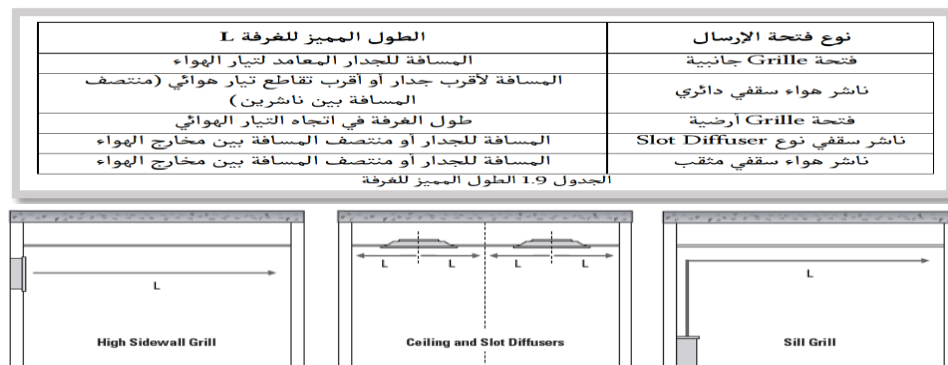 نوع فتحة الإرسال الطول المميز للغرفة L
فتحة Grille جانبية المسافة للجدار المعامد لتيار الهواء
ناشر هواء سقفي دائري المسافة لأقرب جدار أو أقرب تقاطع تيار هوائي (منتصف
المسافة بين ناشرين)
فتحة Grille أرضية طول الغرفة في اتجاه التيار الهوائي
ناشر سقفي نوع Slot Diffuser المسافة للجدار أو منتصف المسافة بين مخارج الهواء
ناشر هواء سقفي مثقب المسافة للجدار أو منتصف المسافة بين مخارج الهواء
الجدول 1.9 الطول المميز للغرفة
L
High Sidewall Grill
L L L L
Ceiling and Slot Diffusers
L
Sill Grill